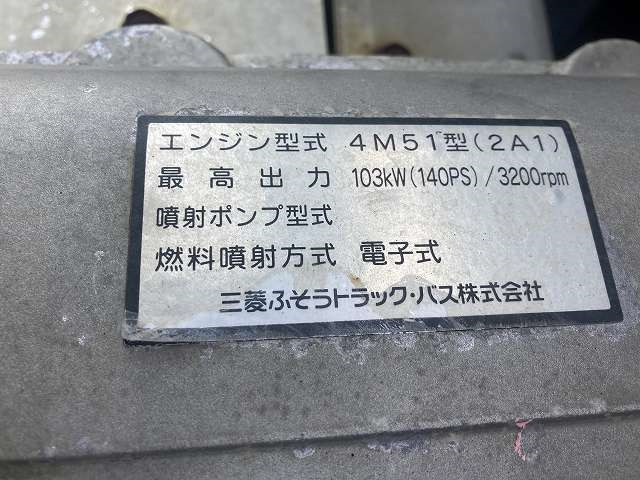 エンジン型式 4M51型(2A1)
最高出力 103kW(140PS)/3200rpm
噴射ポンプ型式
燃料噴射方式 電子式
三菱ふそうトラック・バス株式会社